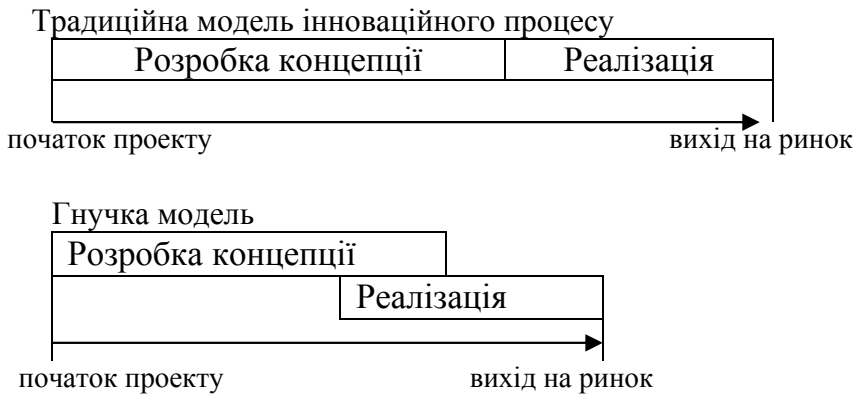 Традиційна модель інноваційного процесу
Розробка концепції Реалізація
початок проекту вихід на ринок
Гнучка модель
Розробка концепції
Реалізація
початок проекту вихід на ринок